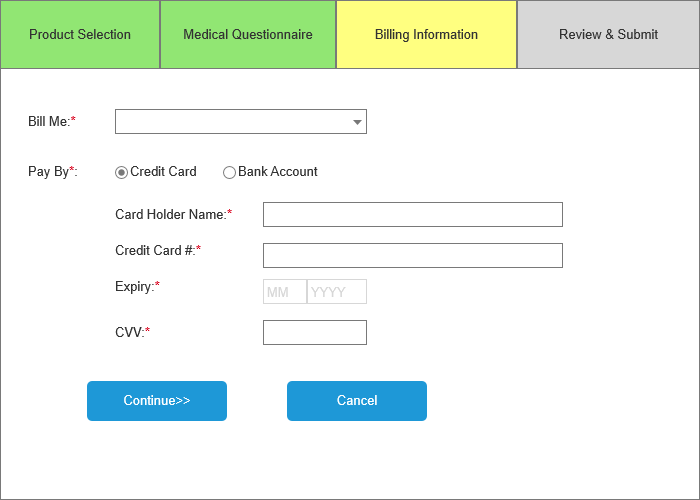 Product Selection
Medical Questionnaire
Billing Information
Review & Submit
Bill Me:*
Pay By*:
Credit Card
Bank Account
Card Holder Name:*
Credit Card #:*
Expiry:*
MM
YYYY
CVV:*
Continue>>
Cancel